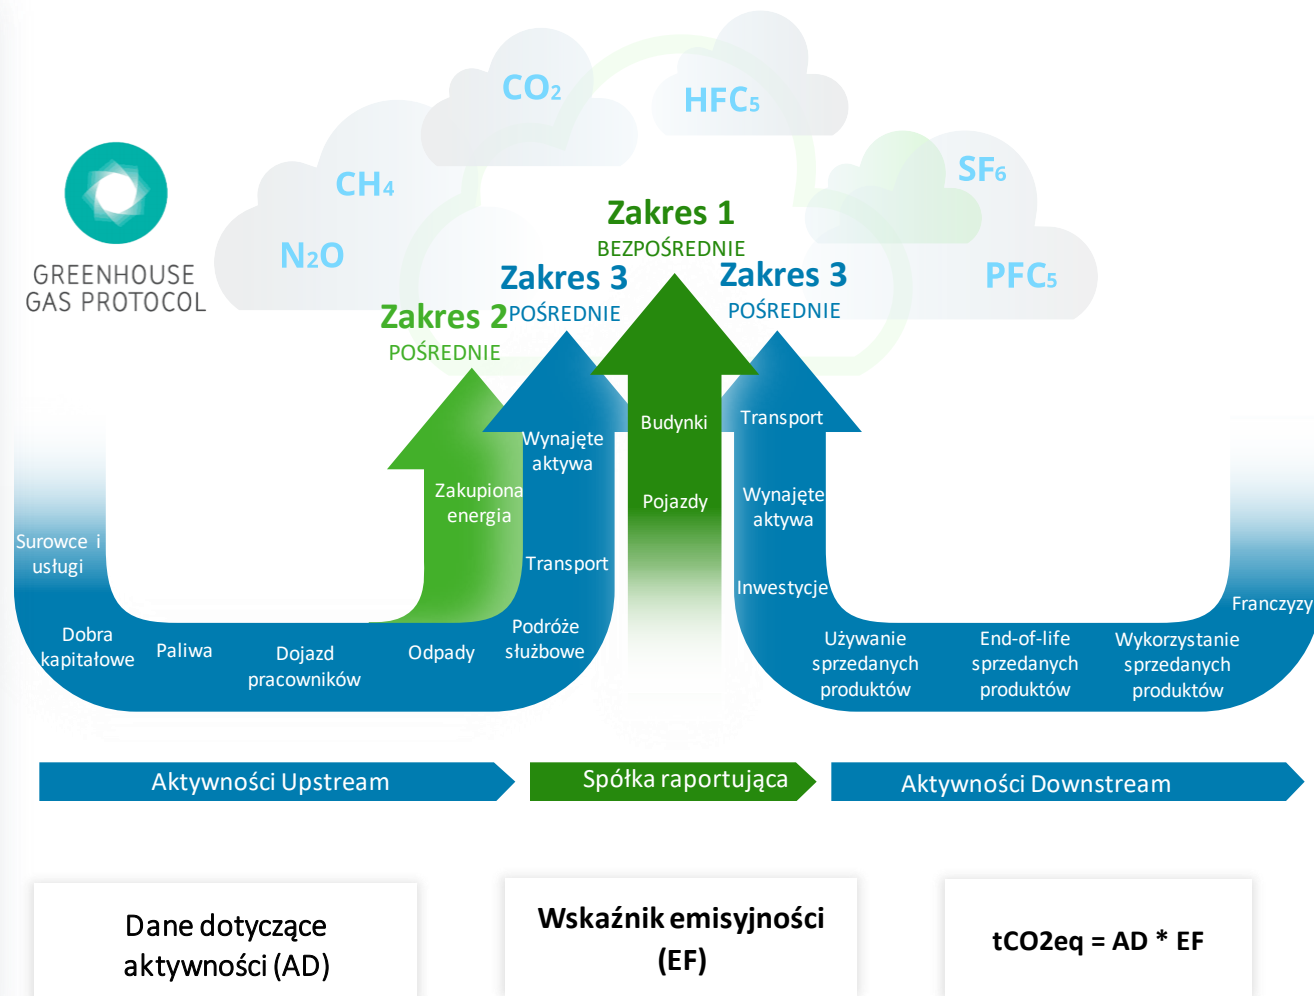 CO2
HFC5
CH4
SF6
N2O
PFC5
GREENHOUSE
GAS PROTOCOL
Zakres 1
BEZPOŚREDNIE
Zakres 3
POŚREDNIE
Zakres 3
POŚREDNIE
Zakres 2
POŚREDNIE
Surowce i
usługi
Dobra
kapitałowe
Paliwa
Dojazd
pracowników
Odpady
Podróże
służbowe
Transport
Wynajęte
aktywa
Zakupiona
energia
Budynki
Pojazdy
Transport
Wynajęte
aktywa
Inwestycje
Używanie
sprzedanych
produktów
End-of-life
sprzedanych
produktów
Wykorzystanie
sprzedanych
produktów
Franczyzy
Aktywności Upstream
Spółka raportująca
Aktywności Downstream
Dane dotyczące
aktywności (AD)
Wskaźnik emisyjności
(EF)
tCO2eq = AD * EF